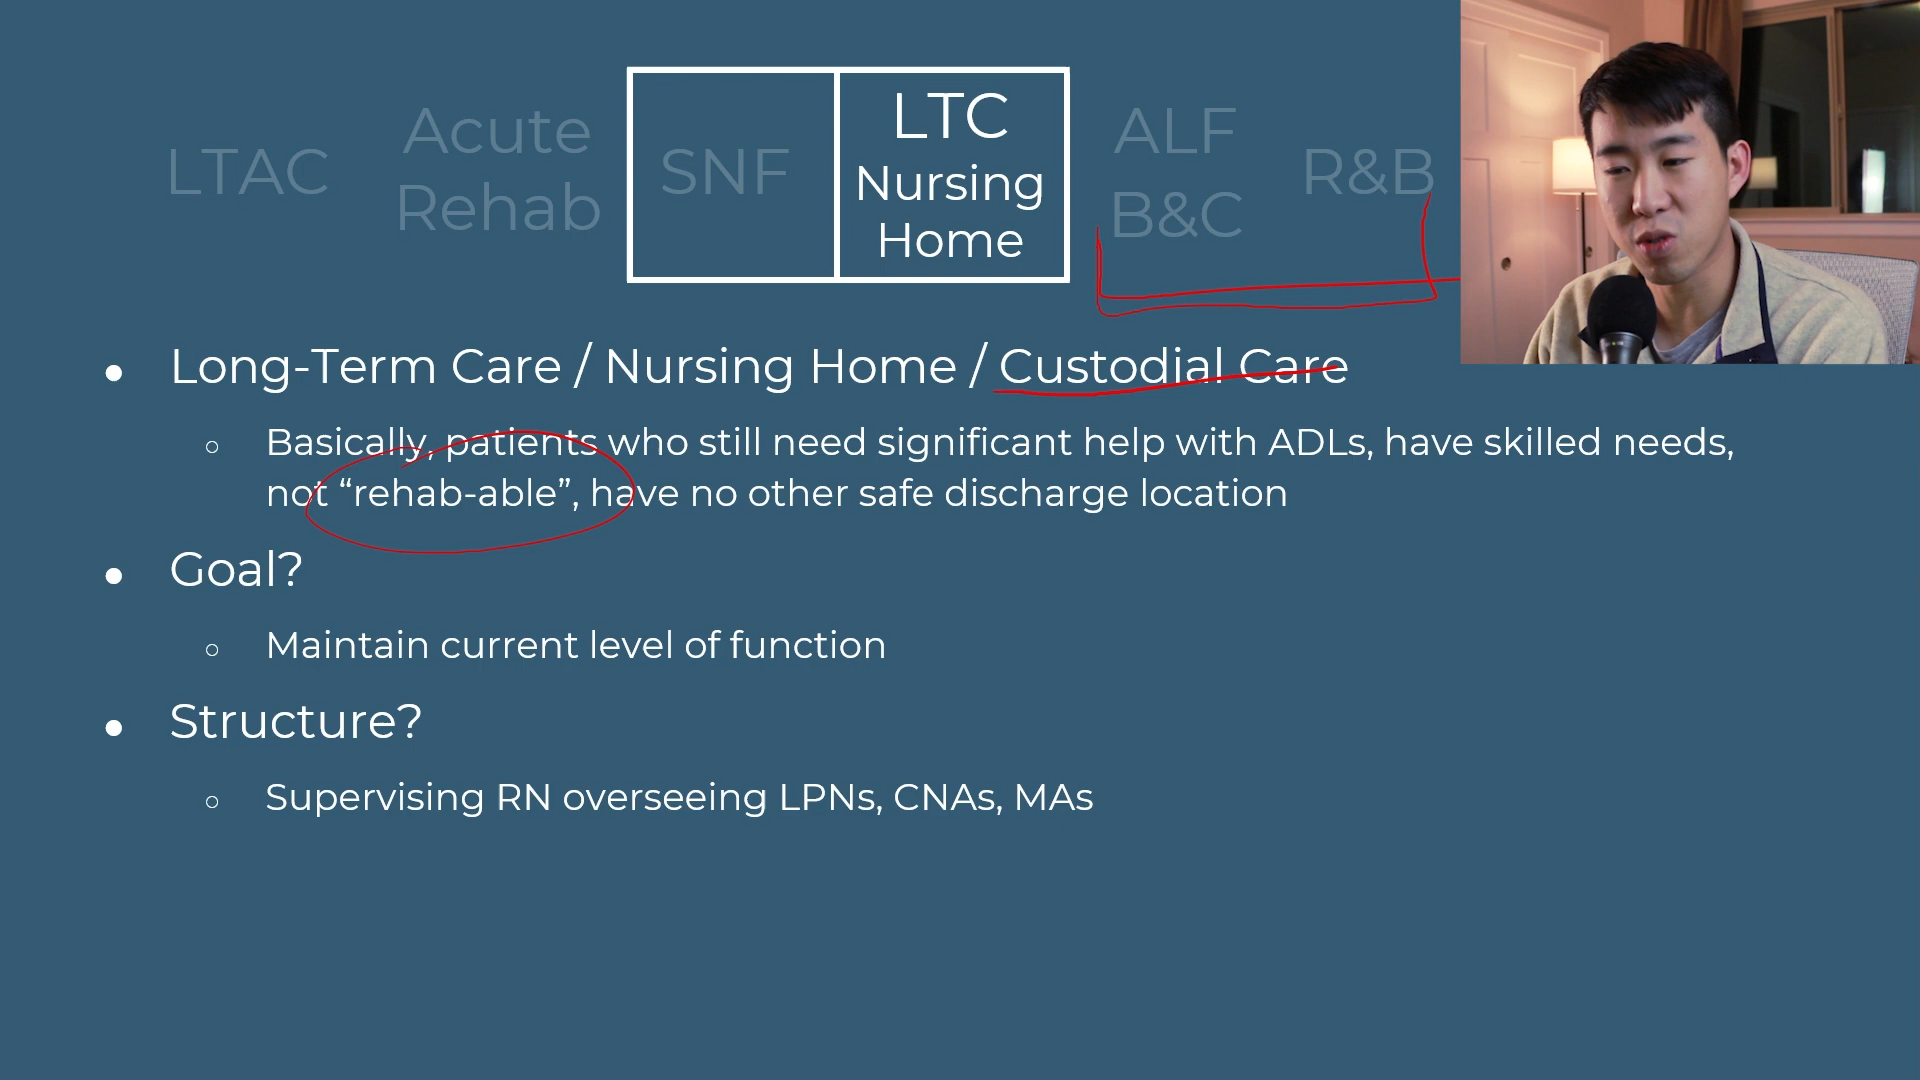 LTAC
Acute
Rehab
SNF
LTC
Nursing
Home
ALF
B&C
R&B
● Long-Term Care / Nursing Home / Custodial Care
○ Basically, patients who still need significant help with ADLs, have skilled needs,
not “rehab-able”, have no other safe discharge location
● Goal?
○ Maintain current level of function
● Structure?
○ Supervising RN overseeing LPNs, CNAs, MAs